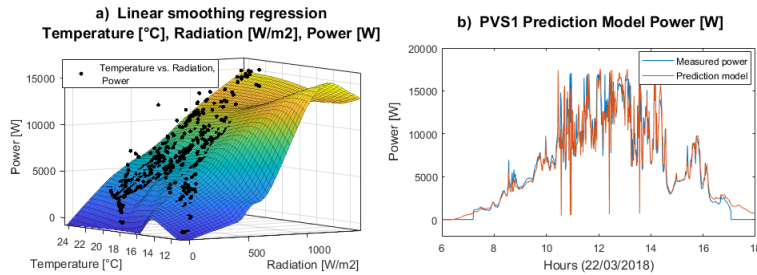 a)  Linear smoothing regression
Temperature [°C], Radiation [W/m2], Power [W]
Temperature vs. Radiation,
Power
15000
10000
5000
0
Power [W]
24 22 20 18 16 14 12
0 500 1000
Temperature [°C]
Radiation [W/m2]
b)  PVS1 Prediction Model Power [W]
Measured power
Prediction model
20000
15000
10000
5000
0
Power [W]
6 8 10 12 14 16 18
Hours (22/03/2018)